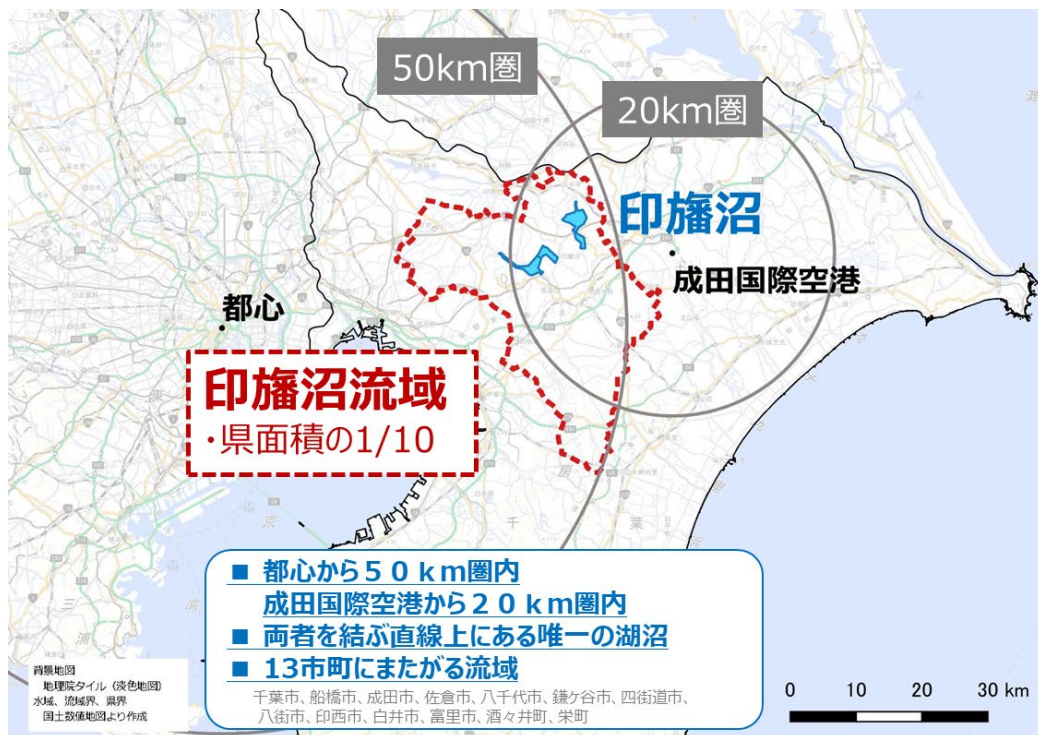 50km圏
20km圏
印旛沼
成田国際空港
都心
印旛沼流域
・県面積の1/10
千
葉
房
京
三
浦
■ 都心から５０ｋｍ圏内
成田国際空港から２０ｋｍ圏内
■ 両者を結ぶ直線上にある唯一の湖沼
■ 13市町にまたがる流域
千葉市、船橋市、成田市、佐倉市、八千代市、鎌ケ谷市、四街道市、
八街市、印西市、白井市、富里市、酒々井町、栄町
背景地図
地理院タイル（淡色地図）
水域、流域界、県界
国土数値地図より作成
0 10 20 30 km